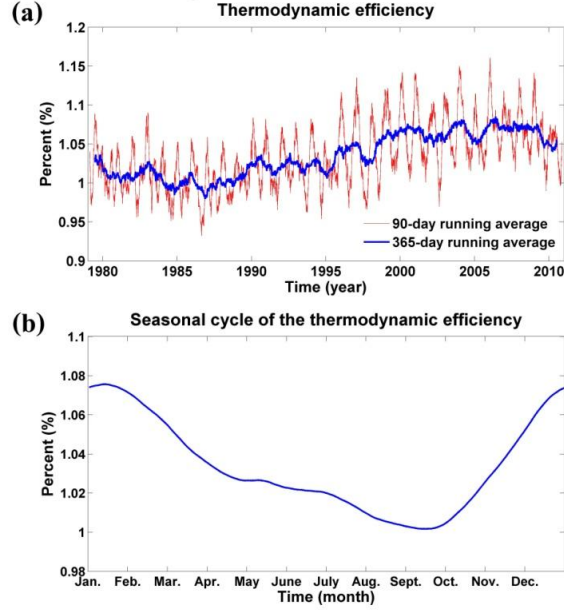 (a)
Thermodynamic efficiency
1.2
1.15
1.1
1.05
1
0.95
0.9
Percent (%)
90-day running average
365-day running average
1980 1985 1990 1995 2000 2005 2010
Time (year)
(b)
Seasonal cycle of the thermodynamic efficiency
1.1
1.08
1.06
1.04
1.02
1
0.98
Percent (%)
Jan. Feb. Mar. Apr. May June July Aug. Sept. Oct. Nov. Dec.
Time (month)